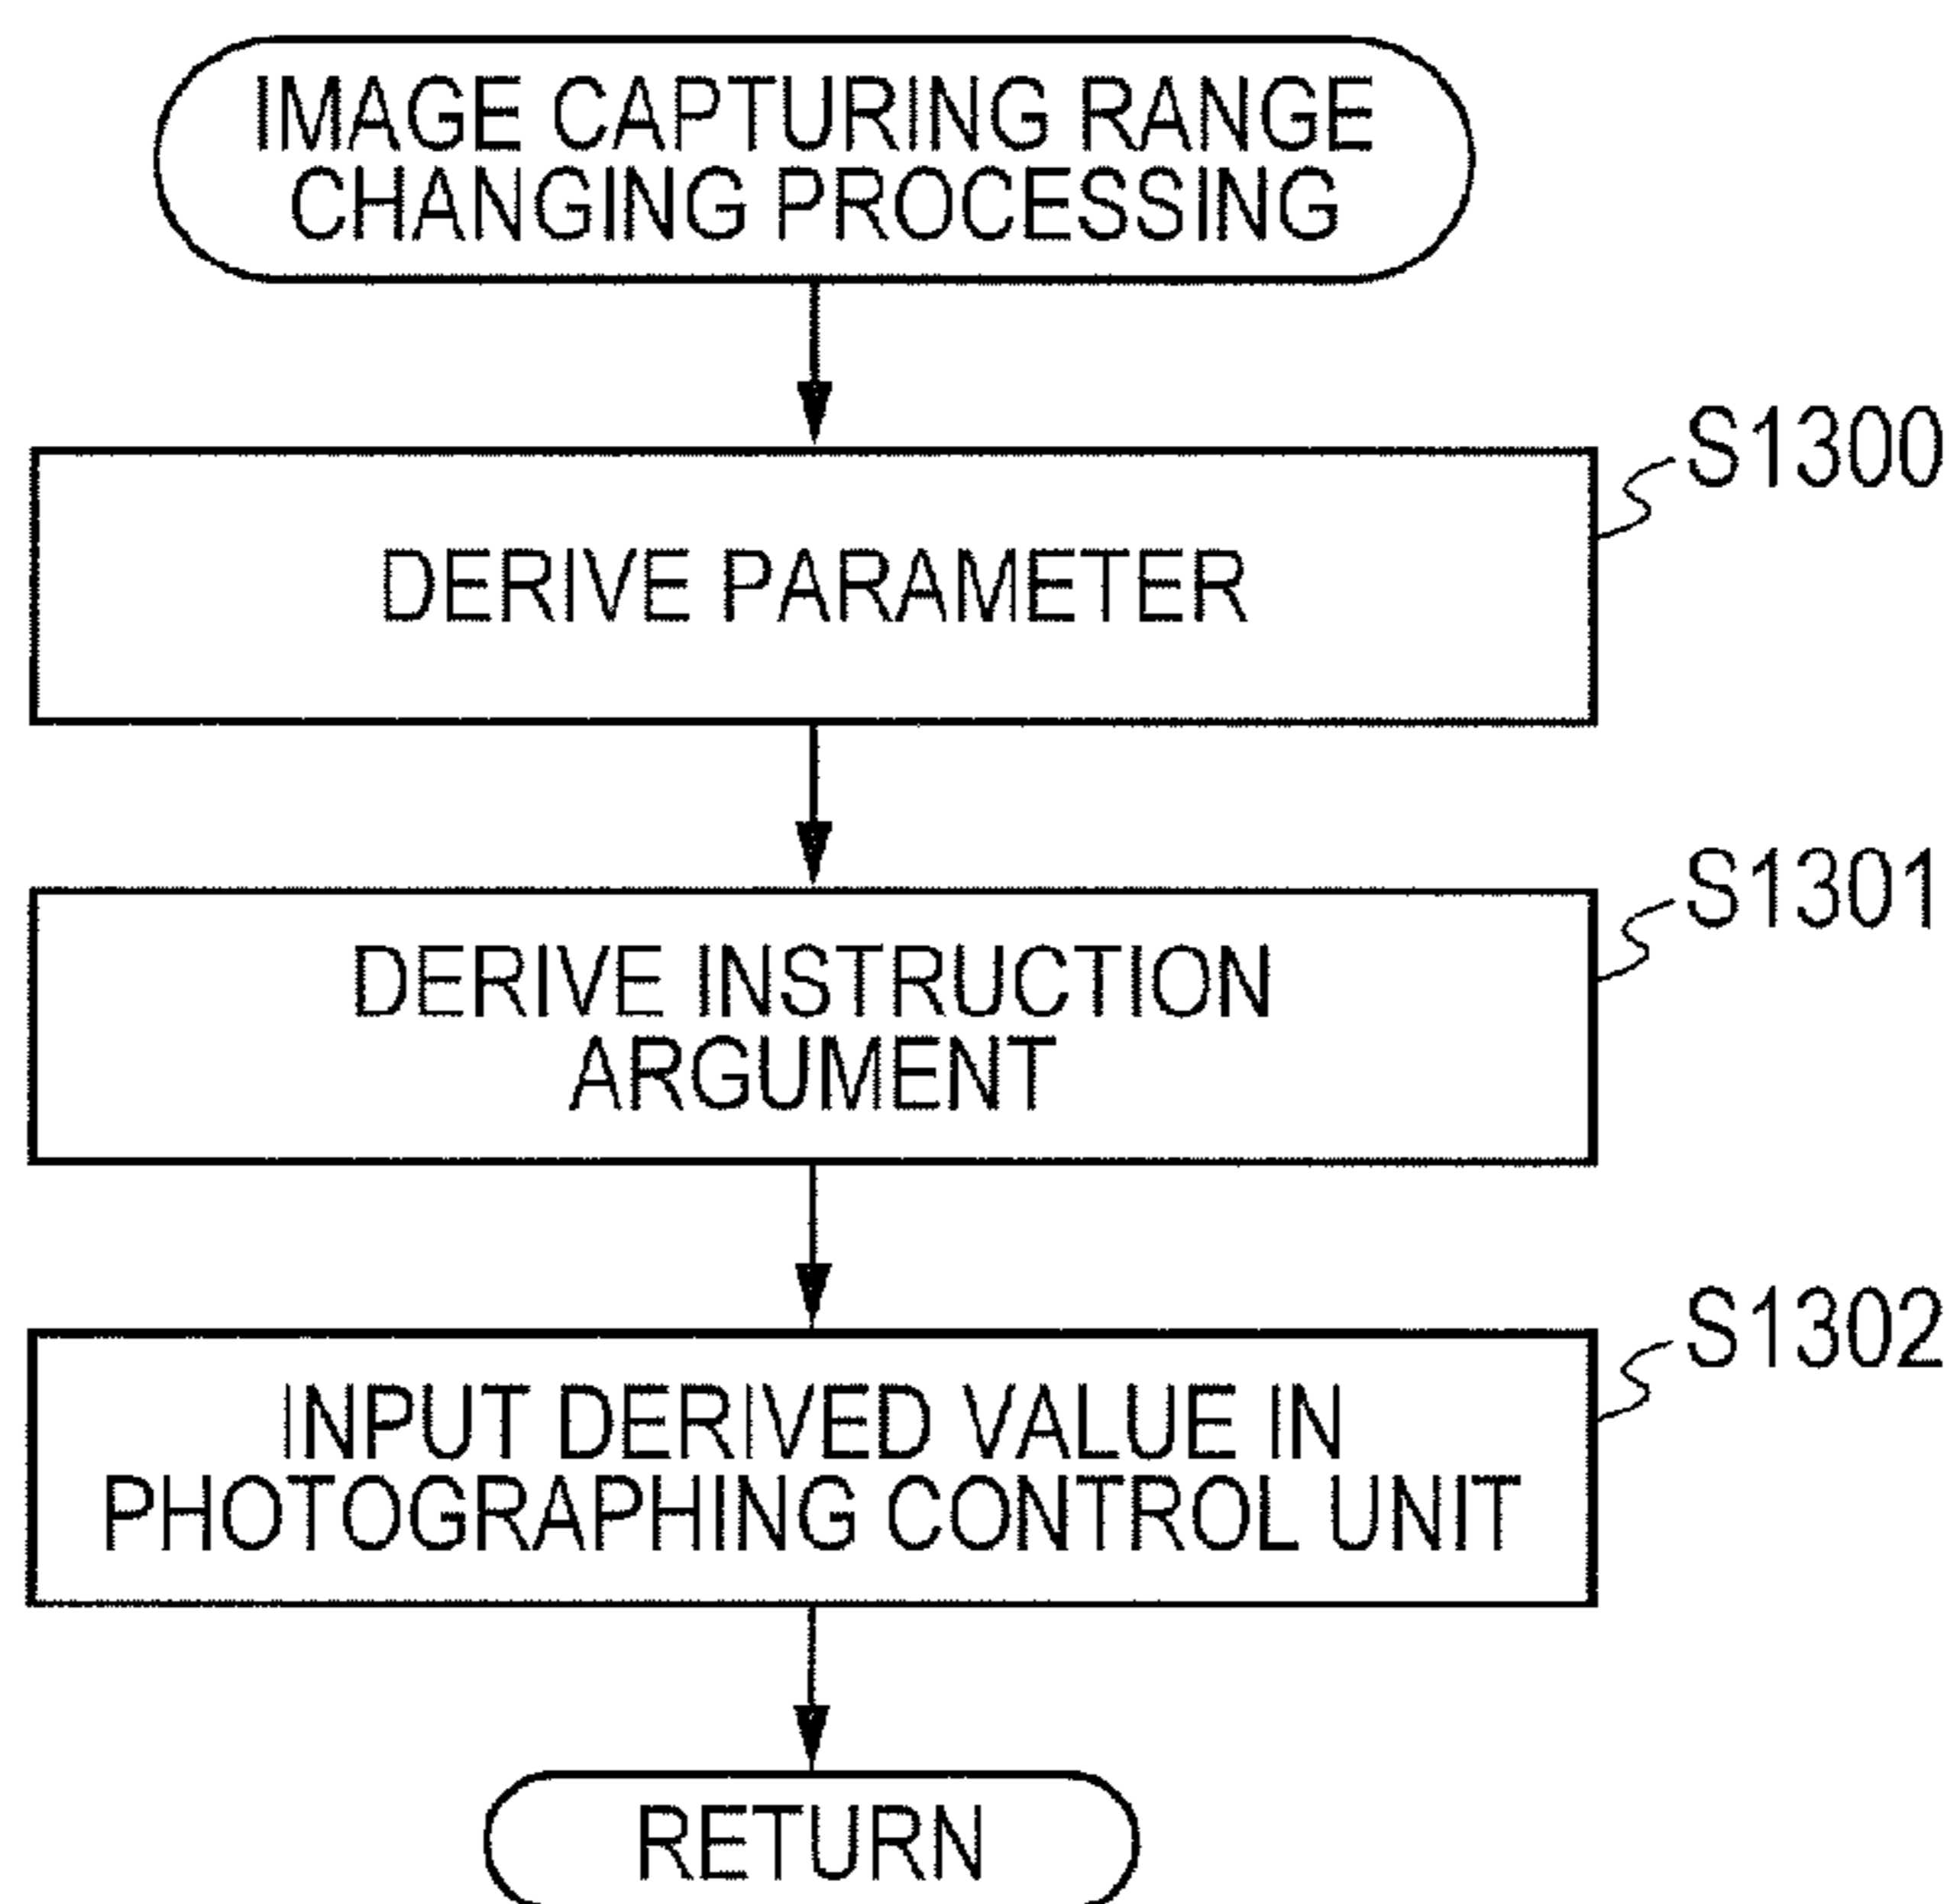 IMAGE CAPTURING RANGE
CHANGING PROCESSING
S1300
DERIVE PARAMETER
S1301
DERIVE INSTRUCTION
ARGUMENT
S1302
INPUT DERIVED VALUE IN
PHOTOGRAPHING CONTROL UNIT
RETURN